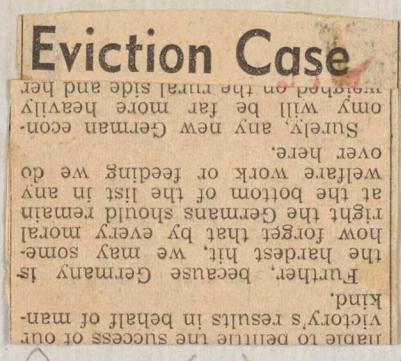 Eviction Case
liable to belittle the success of our
victory's results in behalf of man-
kind.
Further, because Germany is
the hardest hit, we may some-
how forget that by every moral
right the Germans should remain
at the bottom of the list in any
welfare work or feeding we do
over here.
Surely, any new German econ-
omy will be far more heavily
weighed on the rural side and her